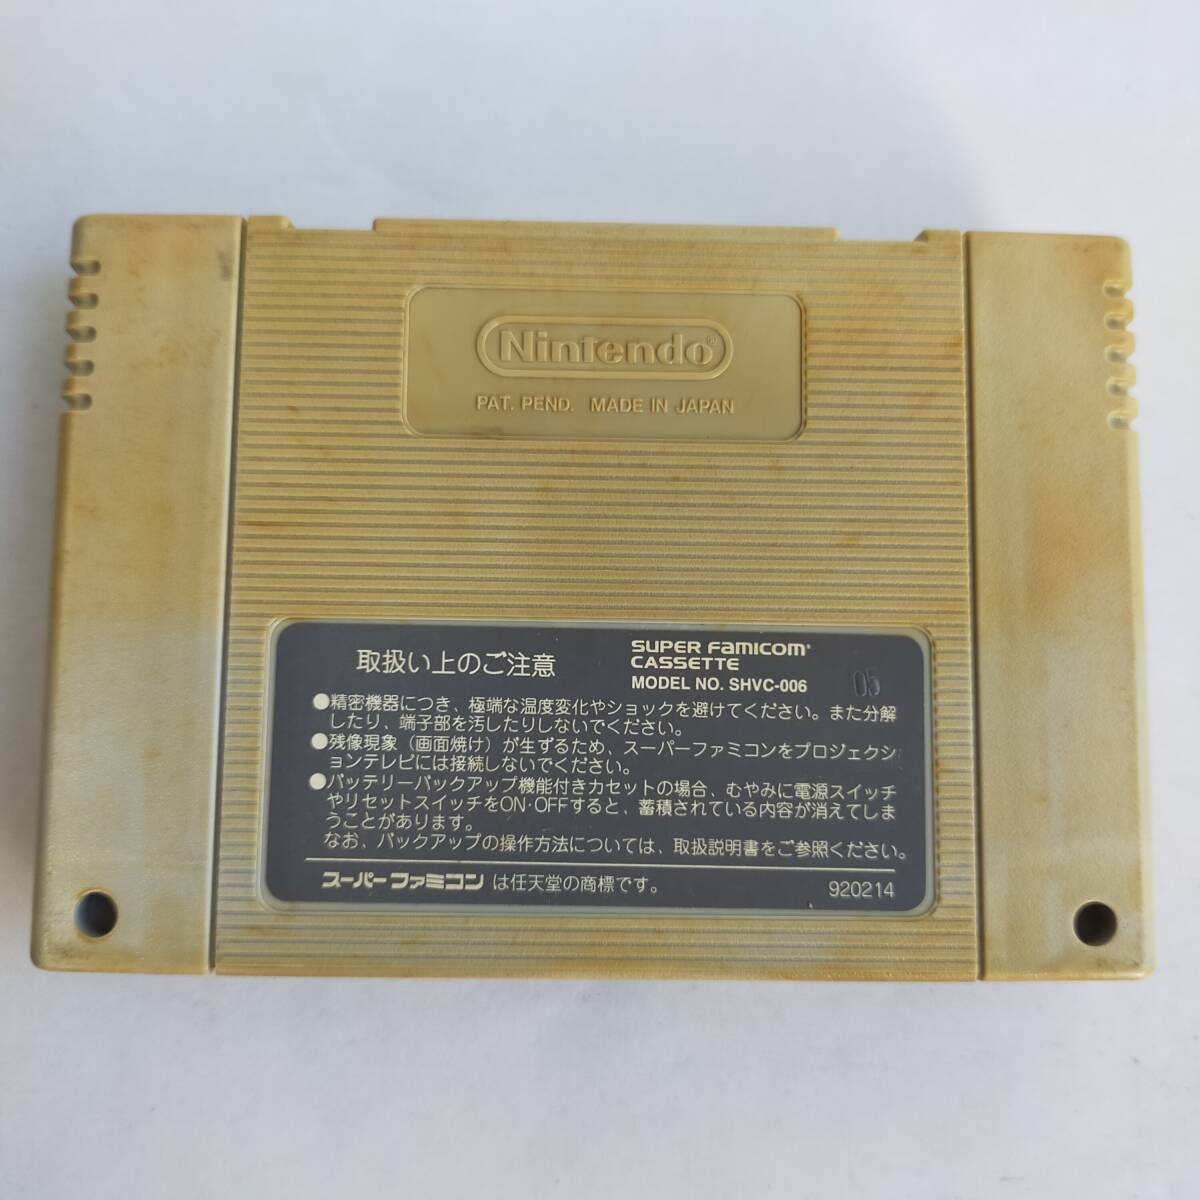 Nintendo®
PAT. PEND. MADE IN JAPAN
取扱い上のご注意
SUPER FAMICOM®
CASSETTE
MODEL NO. SHVC-006
05
●精密機器につき、極端な温度変化やショックを避けてください。また分解
したり、端子部を汚したりしないでください。
●残像現象(画面焼け)が生ずるため、スーパーファミコンをプロジェクシ
ョンテレビには接続しないでください。
●バッテリーバックアップ機能付きカセットの場合、むやみに電源スイッチ
やリセットスイッチをON・OFFすると、蓄積されている内容が消えてしま
うことがあります。
なお、バックアップの操作方法については、取扱説明書をご参照ください。
スーパーファミコン は任天堂の商標です。
920214